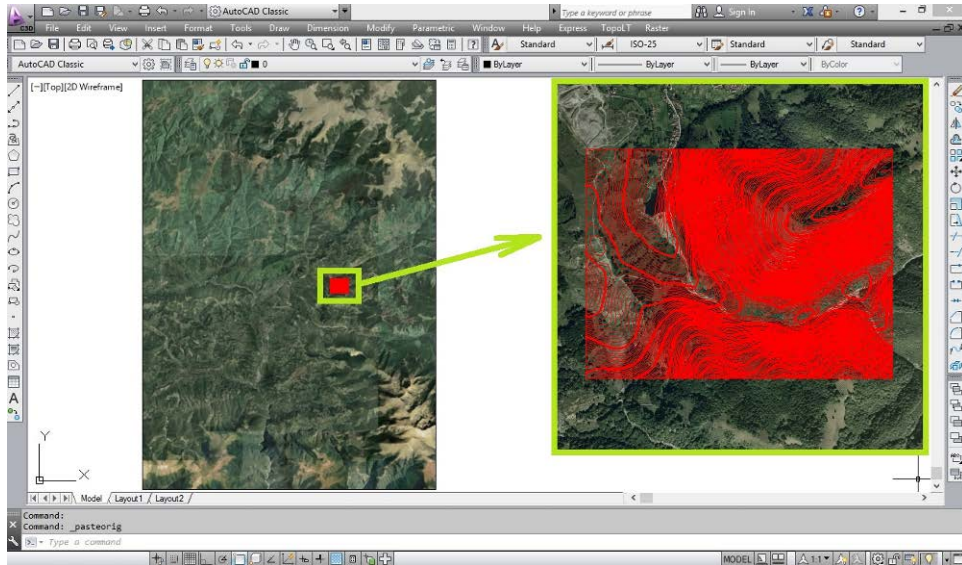 AutoCAD Classic
Type a keyword or phrase
Sign In
C3D
File Edit View Insert Format Tools Draw Dimension Modify Parametric Window Help Express TopoLT Raster
Standard
ISO-25
Standard
Standard
AutoCAD Classic
0
ByLayer
ByLayer
ByLayer
ByColor
[−][Top][2D Wireframe]
Y
X
Model / Layout1 / Layout2 /
Command:
Command: _pasteorig
Type a command
MODEL
1:1